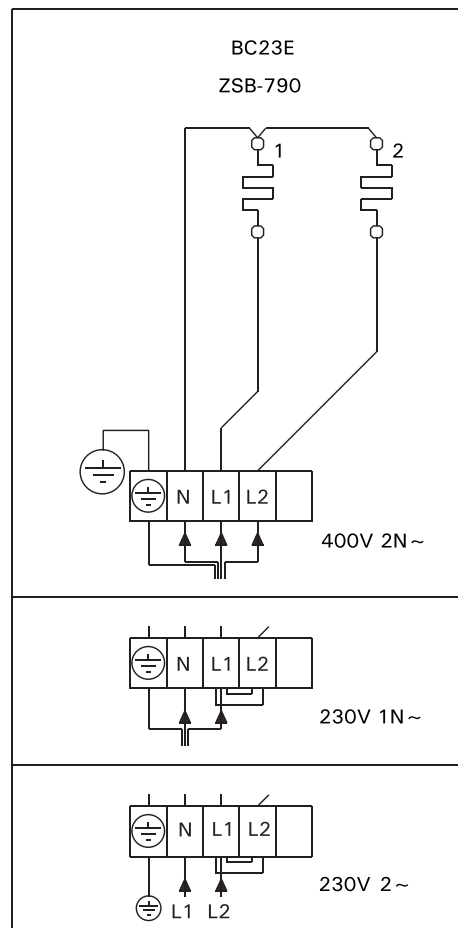 BC23E
ZSB-790
1 2
N L1 L2
400V 2N~
N L1 L2
230V 1N~
N L1 L2
230V 2~
L1 L2